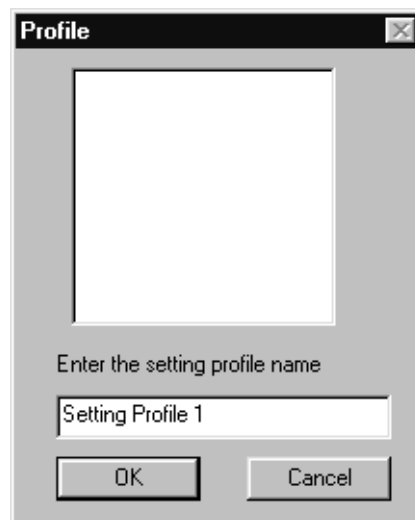 Profile
Enter the setting profile name
Setting Profile 1
OK
Cancel